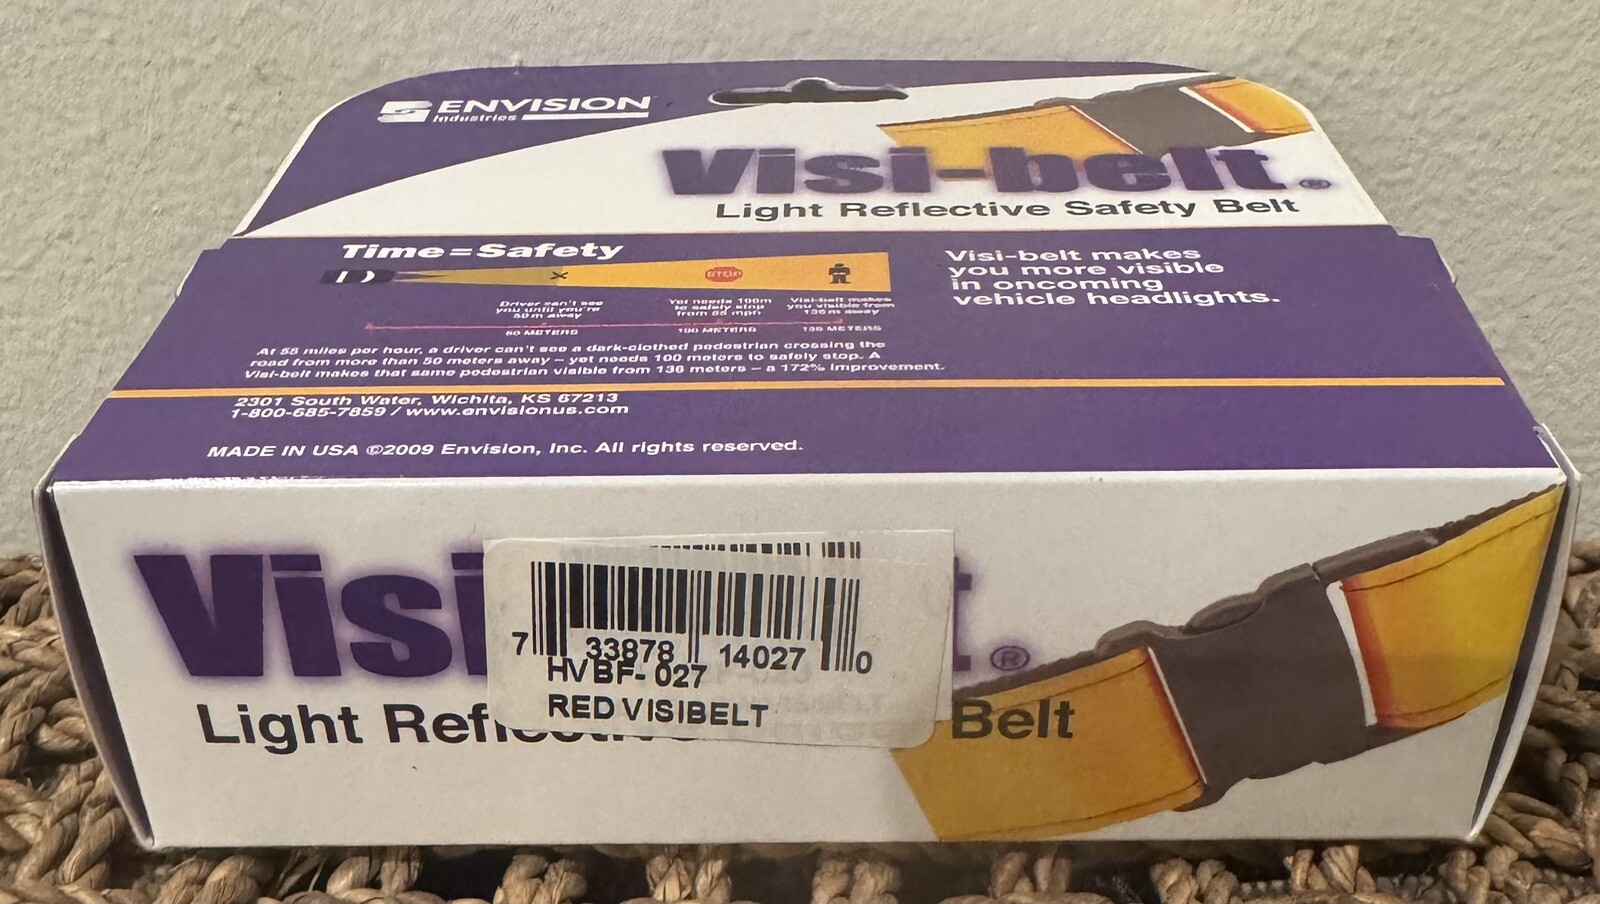 ENVISION
Industries
Visi-belt®
Light Reflective Safety Belt
Time=Safety
STOP
Driver can't see
you until you're
50 m away
Yet needs 100m
to safely stop
from 55 mph
Visi-belt makes
you visible from
136m away
50 METERS
100 METERS
150 METERS
Visi-belt makes
you more visible
in oncoming
vehicle headlights.
At 55 miles per hour, a driver can't see a dark-clothed pedestrian crossing the
road from more than 50 meters away – yet needs 100 meters to safely stop. A
Visi-belt makes that same pedestrian visible from 136 meters – a 172% improvement.
2301 South Water, Wichita, KS 67213
1-800-685-7859 / www.envisionus.com
MADE IN USA ©2009 Envision, Inc. All rights reserved.
Visi t®
Light Reflective Belt
7 33878 14027 0
HVBF-027
RED VISIBELT